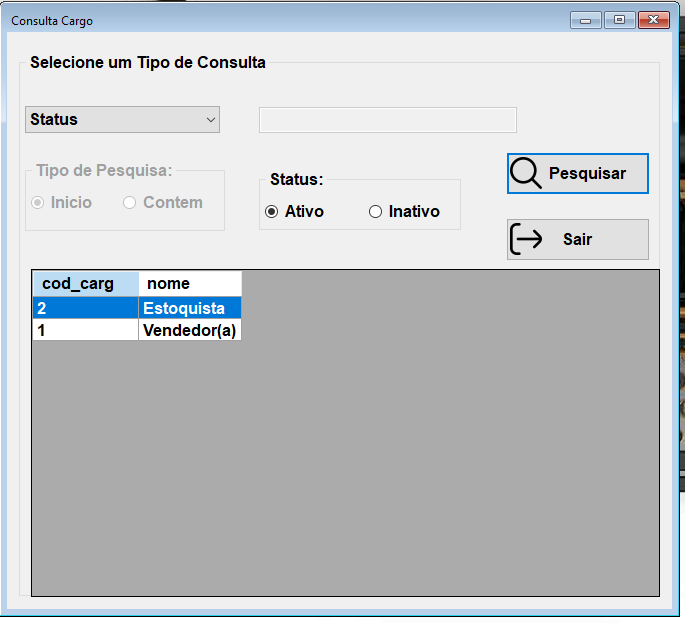 Consulta Cargo
Selecione um Tipo de Consulta
Status
Tipo de Pesquisa:
Inicio Contem
Status:
Ativo Inativo
Pesquisar
Sair
cod_carg nome
2 Estoquista
1 Vendedor(a)